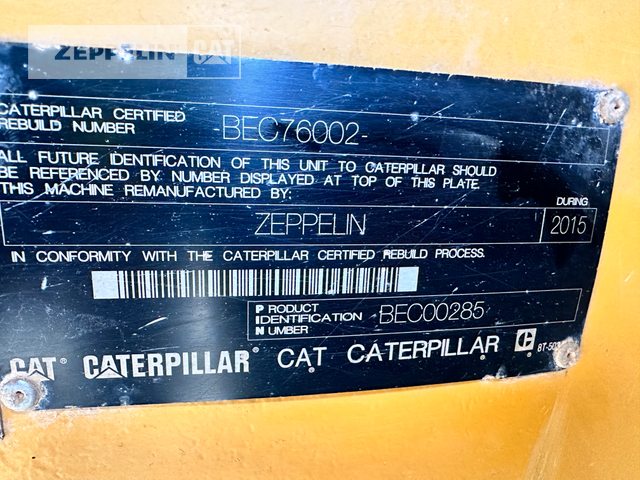 ZEPPELIN CAT
CATERPILLAR CERTIFIED
REBUILD NUMBER
-BEC76002-
ALL FUTURE IDENTIFICATION OF THIS UNIT TO CATERPILLAR SHOULD
BE REFERENCED BY NUMBER DISPLAYED AT TOP OF THIS PLATE.
THIS MACHINE REMANUFACTURED BY:
DURING
ZEPPELIN
2015
IN CONFORMITY WITH THE CATERPILLAR CERTIFIED REBUILD PROCESS.
PRODUCT
IDENTIFICATION
NUMBER
BEC00285
CAT® CATERPILLAR® CAT® CATERPILLAR®